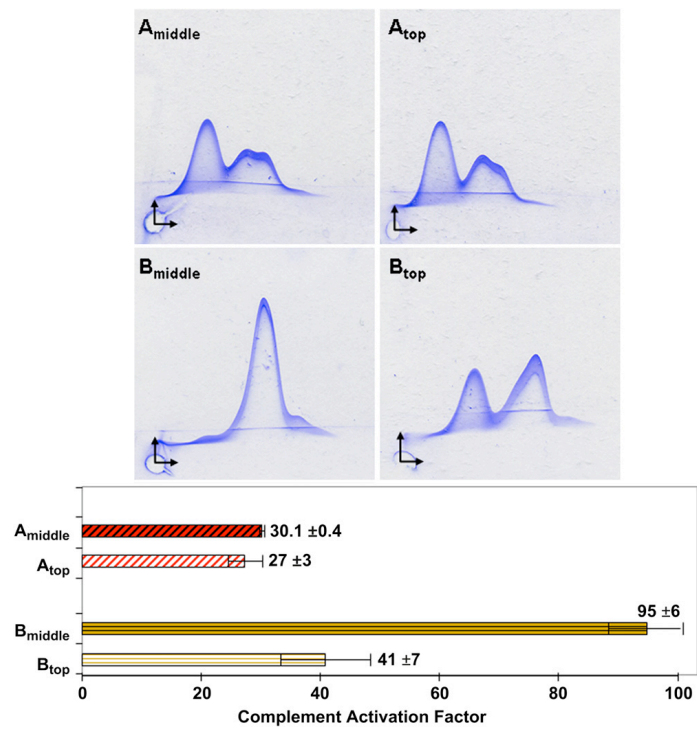 Amiddle
Atop
Bmiddle
Btop
Amiddle 30.1 ±0.4
Atop 27 ±3
Bmiddle 95 ±6
Btop 41 ±7
0 20 40 60 80 100
Complement Activation Factor